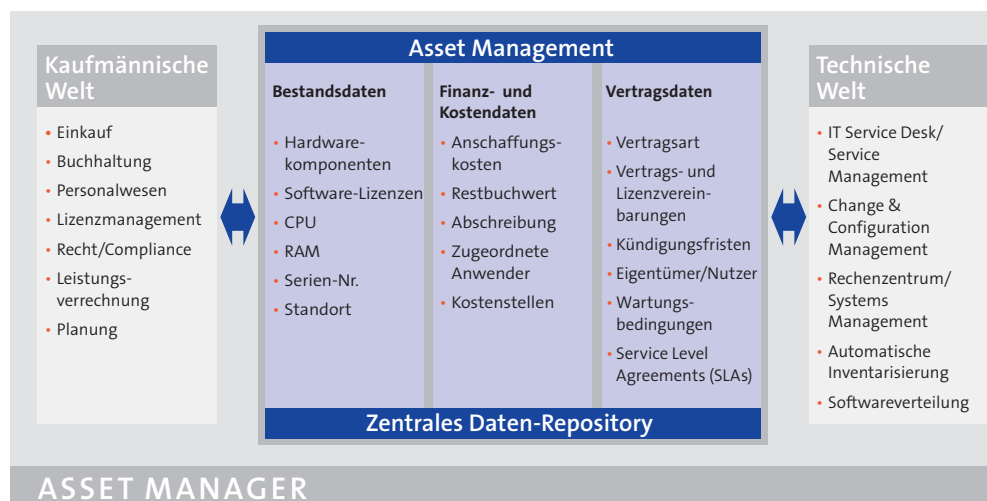 Asset Management
Kaufmännische
Welt
• Einkauf
• Buchhaltung
• Personalwesen
• Lizenzmanagement
• Recht/Compliance
• Leistungs-
verrechnung
• Planung
Bestandsdaten
• Hardware-
komponenten
• Software-Lizenzen
• CPU
• RAM
• Serien-Nr.
• Standort
Finanz- und
Kostendaten
• Anschaffungs-
kosten
• Restbuchwert
• Abschreibung
• Zugeordnete
Anwender
• Kostenstellen
Vertragsdaten
• Vertragsart
• Vertrags- und
Lizenzverein-
barungen
• Kündigungsfristen
• Eigentümer/Nutzer
• Wartungs-
bedingungen
• Service Level
Agreements (SLAs)
Technische
Welt
• IT Service Desk/
Service
Management
• Change &
Configuration
Management
• Rechenzentrum/
Systems
Management
• Automatische
Inventarisierung
• Softwareverteilung
Zentrales Daten-Repository
ASSET MANAGER